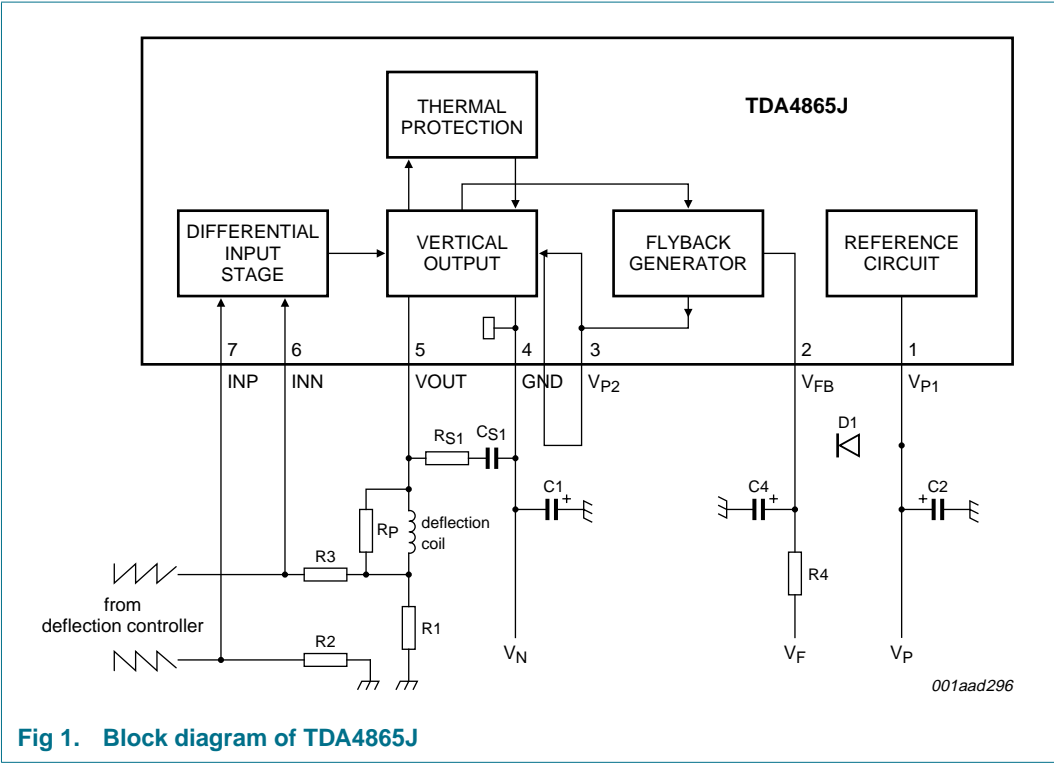 TDA4865J
THERMAL
PROTECTION
DIFFERENTIAL
INPUT
STAGE
VERTICAL
OUTPUT
FLYBACK
GENERATOR
REFERENCE
CIRCUIT
7 6 5 4 3 2 1
INP INN VOUT GND VP2 VFB VP1
RS1 CS1
D1
C1 +
C4 +
+ C2
RP
deflection
coil
R3
R4
from
deflection controller
R1
R2
VN VF VP
001aad296
Fig 1. Block diagram of TDA4865J